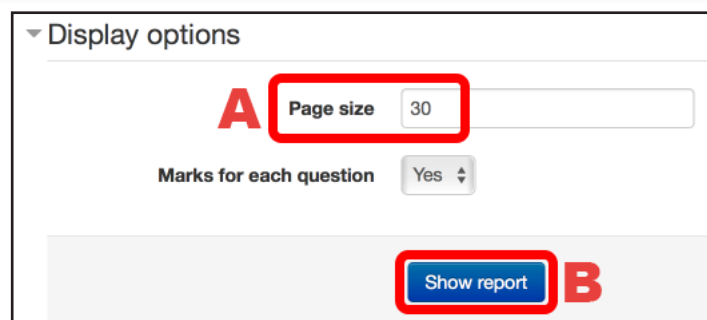 Display options
A Page size 30
Marks for each question Yes
Show report B